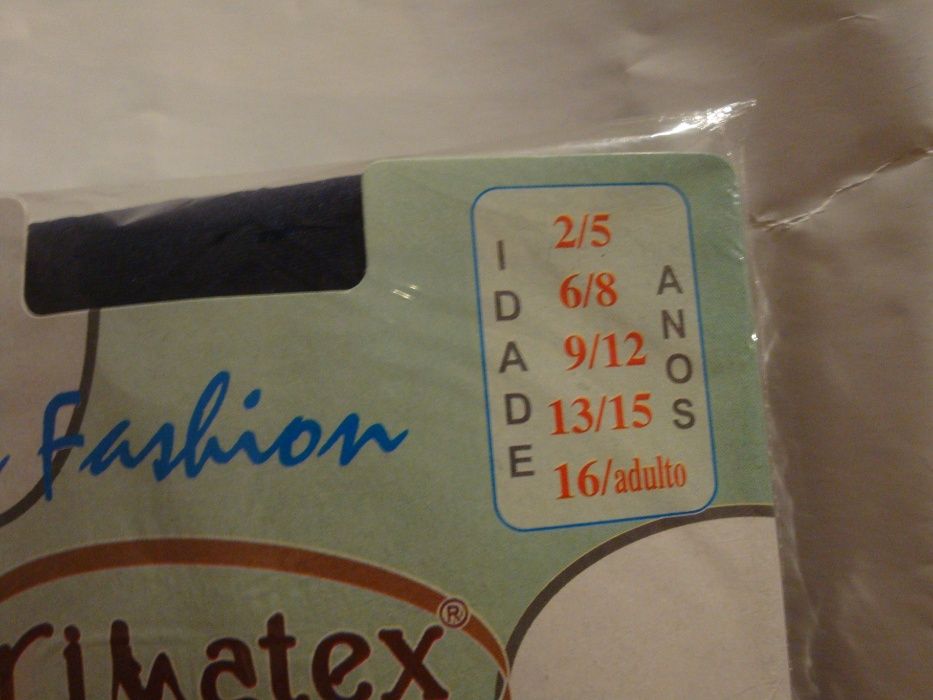 IDADE
2/5
6/8
9/12
13/15
16/adulto
ANOS
Fashion
rimatex®